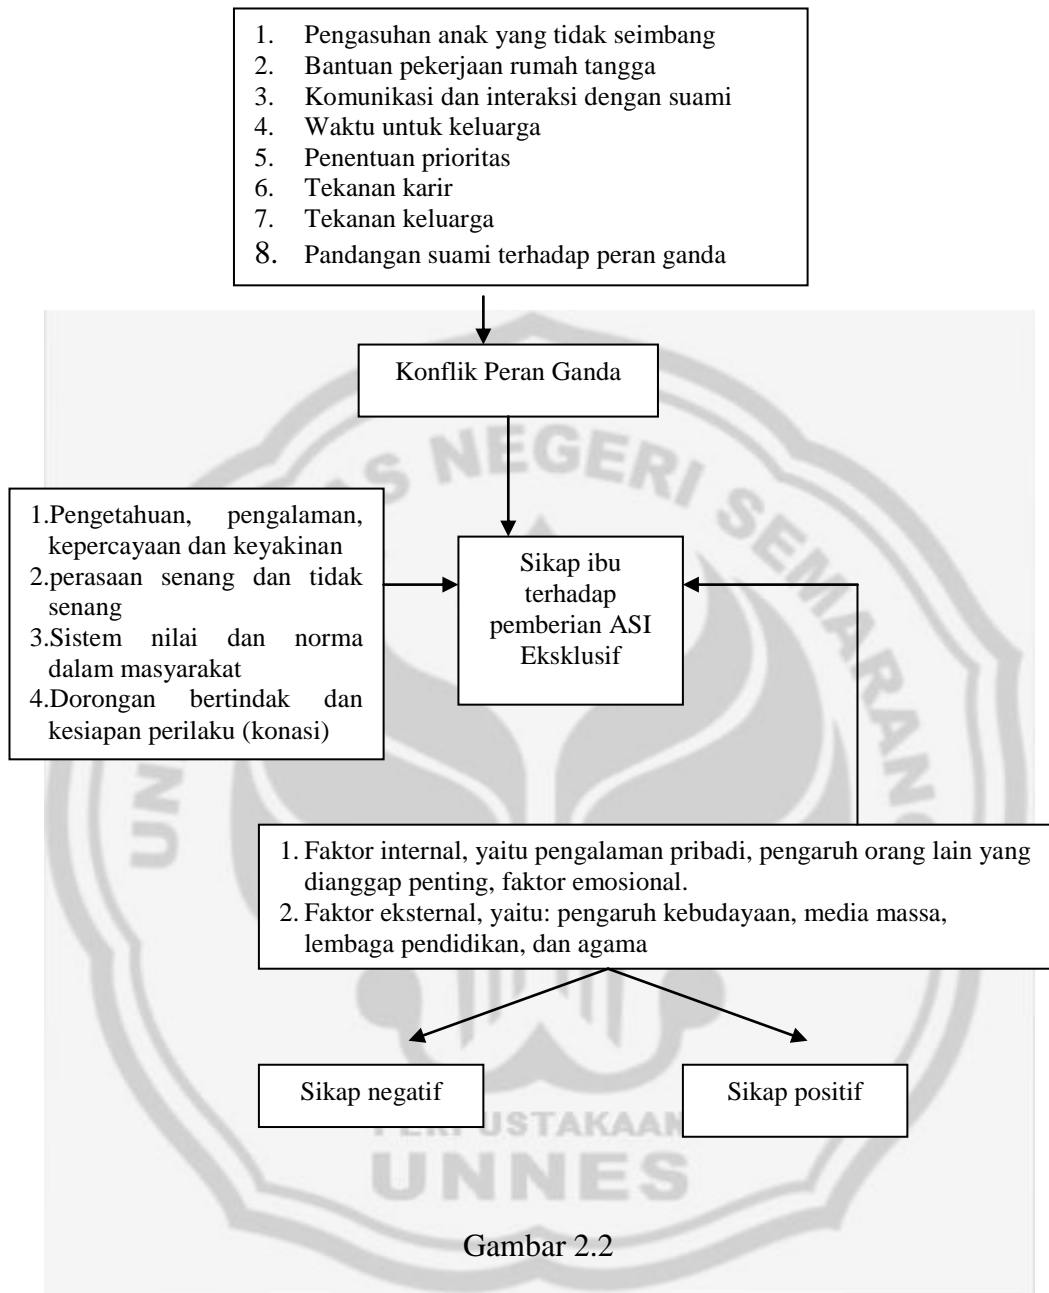 1. Pengasuhan anak yang tidak seimbang
2. Bantuan pekerjaan rumah tangga
3. Komunikasi dan interaksi dengan suami
4. Waktu untuk keluarga
5. Penentuan prioritas
6. Tekanan karir
7. Tekanan keluarga
8. Pandangan suami terhadap peran ganda
Konflik Peran Ganda
1.Pengetahuan, pengalaman,
kepercayaan dan keyakinan
2.perasaan senang dan tidak
senang
3.Sistem nilai dan norma
dalam masyarakat
4.Dorongan bertindak dan
kesiapan perilaku (konasi)
Sikap ibu
terhadap
pemberian ASI
Eksklusif
1. Faktor internal, yaitu pengalaman pribadi, pengaruh orang lain yang
dianggap penting, faktor emosional.
2. Faktor eksternal, yaitu: pengaruh kebudayaan, media massa,
lembaga pendidikan, dan agama
Sikap negatif
Sikap positif
NEGERI SEMARANG
PERPUSTAKAAN
UNNES
Gambar 2.2